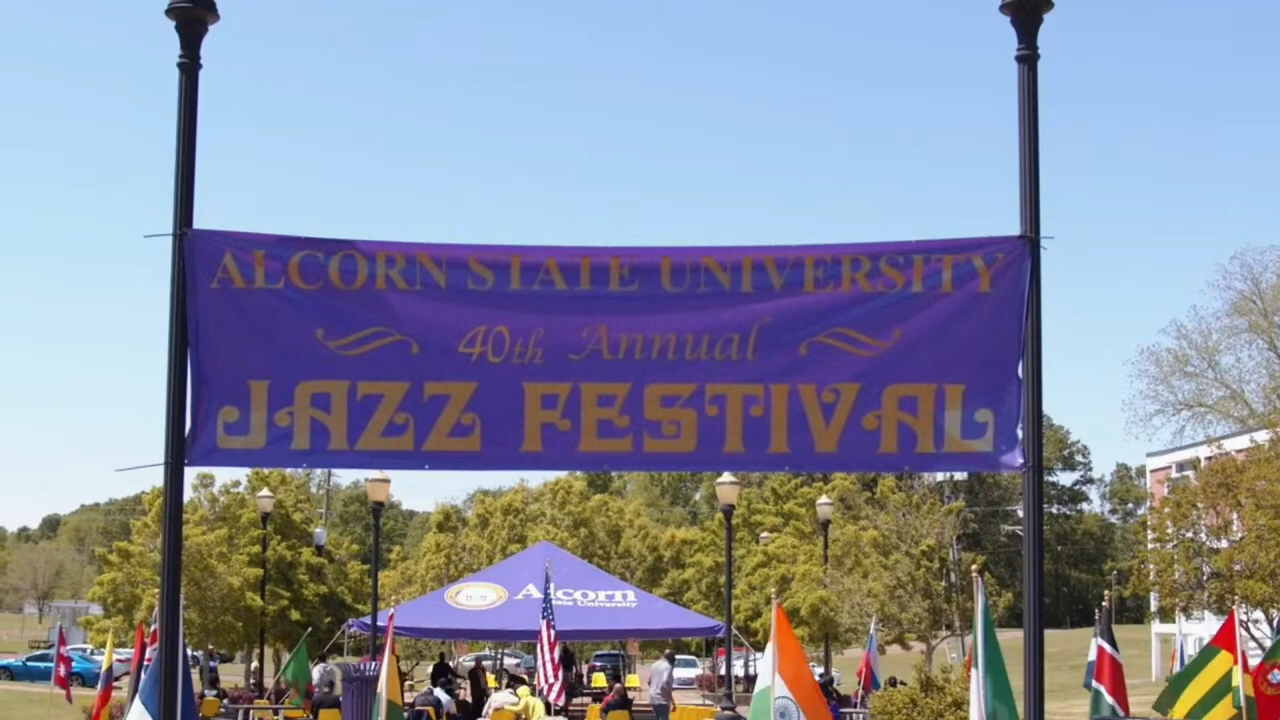 ALCORN STATE UNIVERSITY
40th Annual
JAZZ FESTIVAL
Alcorn
State University